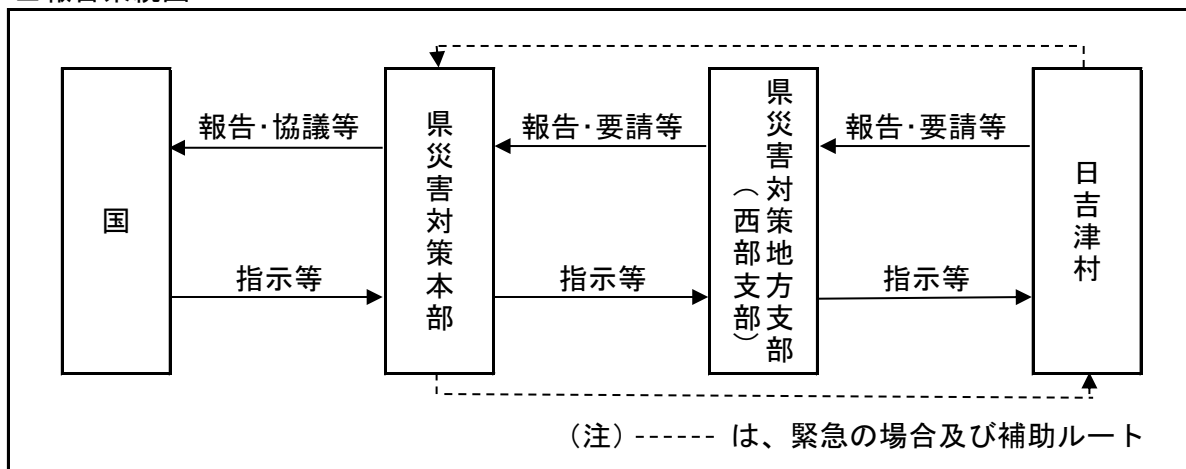 国
報告・協議等
指示等
県災害対策本部
報告・要請等
指示等
県災害対策地方支部
(西部支部)
報告・要請等
指示等
日吉津村
(注)------ は、緊急の場合及び補助ルート